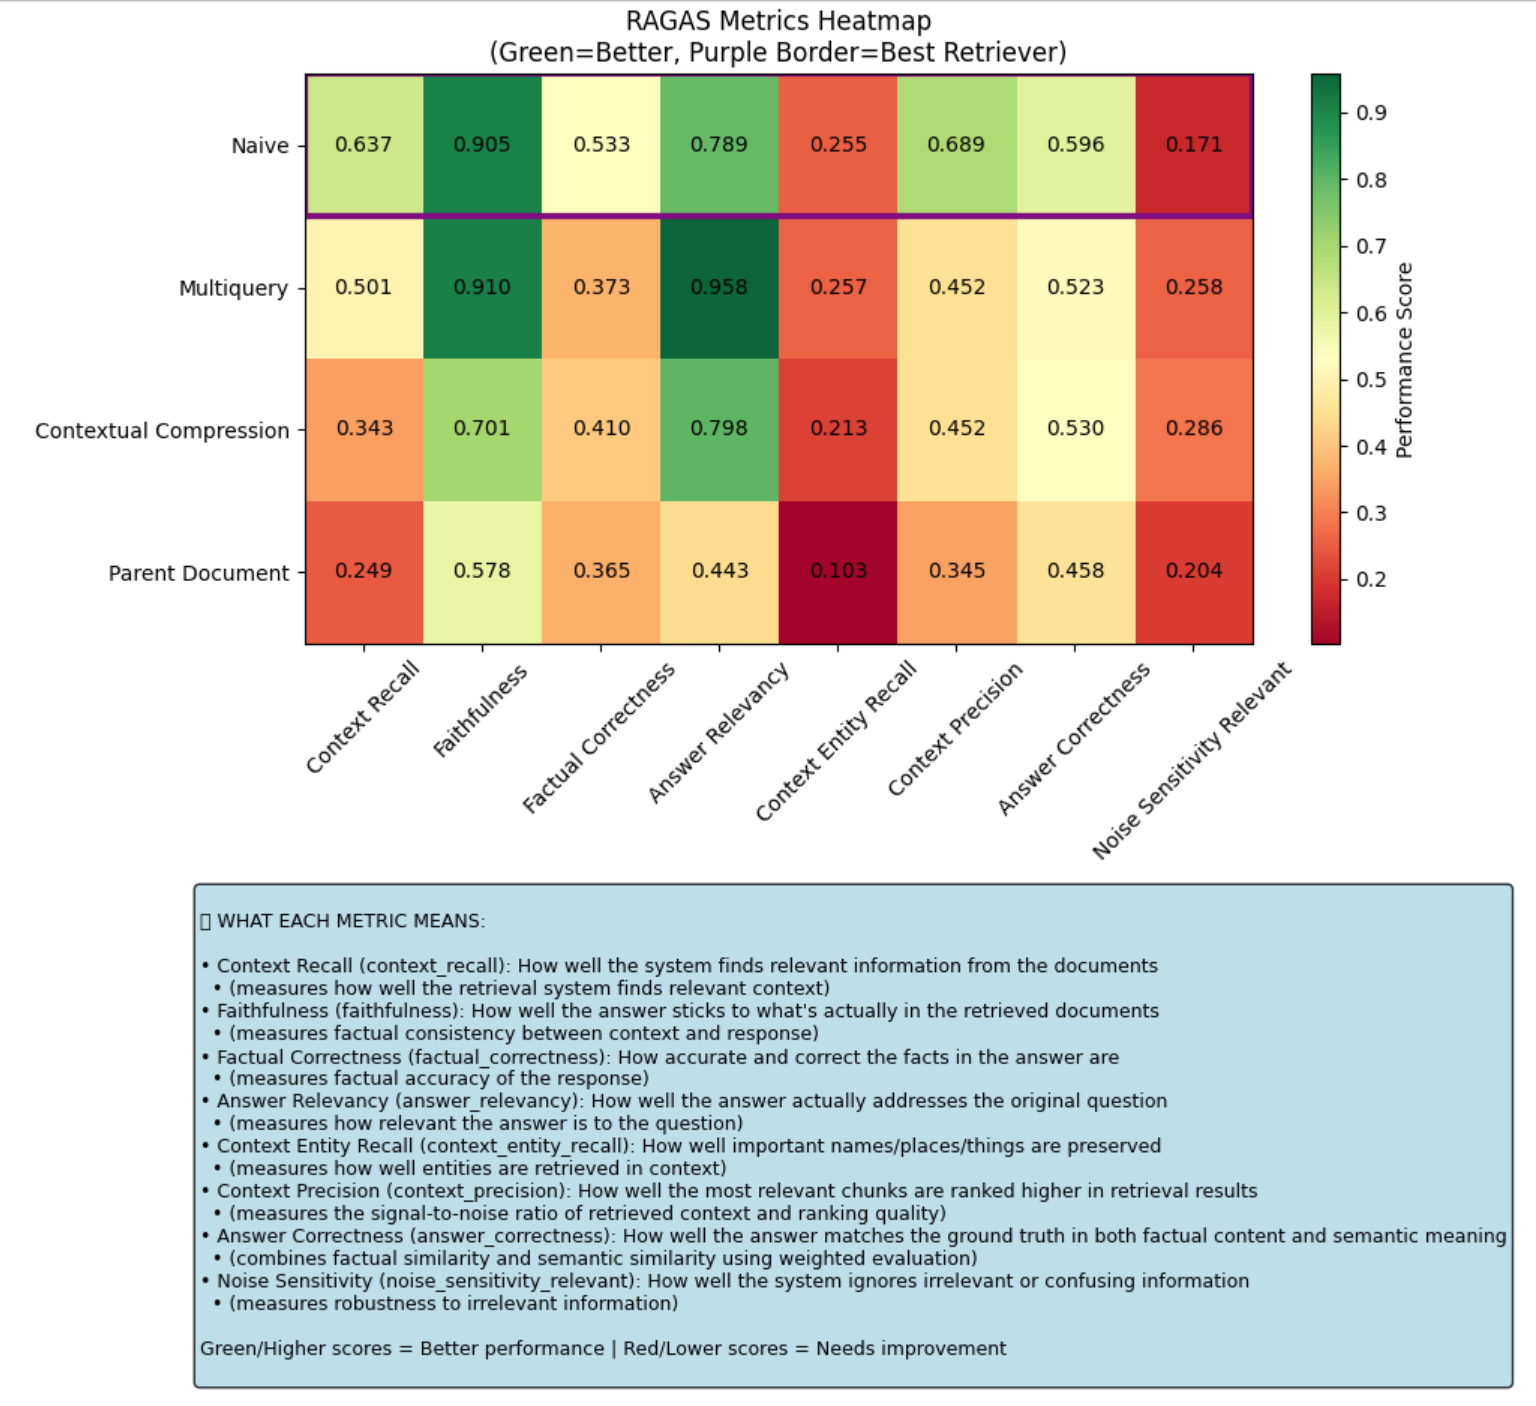 RAGAS Metrics Heatmap
(Green=Better, Purple Border=Best Retriever)
Naive 0.637 0.905 0.533 0.789 0.255 0.689 0.596 0.171
Multiquery 0.501 0.910 0.373 0.958 0.257 0.452 0.523 0.258
Contextual Compression 0.343 0.701 0.410 0.798 0.213 0.452 0.530 0.286
Parent Document 0.249 0.578 0.365 0.443 0.103 0.345 0.458 0.204
Context Recall
Faithfulness
Factual Correctness
Answer Relevancy
Context Entity Recall
Context Precision
Answer Correctness
Noise Sensitivity Relevant
0.9
0.8
0.7
0.6
0.5
0.4
0.3
0.2
Performance Score
WHAT EACH METRIC MEANS:
• Context Recall (context_recall): How well the system finds relevant information from the documents
• (measures how well the retrieval system finds relevant context)
• Faithfulness (faithfulness): How well the answer sticks to what's actually in the retrieved documents
• (measures factual consistency between context and response)
• Factual Correctness (factual_correctness): How accurate and correct the facts in the answer are
• (measures factual accuracy of the response)
• Answer Relevancy (answer_relevancy): How well the answer actually addresses the original question
• (measures how relevant the answer is to the question)
• Context Entity Recall (context_entity_recall): How well important names/places/things are preserved
• (measures how well entities are retrieved in context)
• Context Precision (context_precision): How well the most relevant chunks are ranked higher in retrieval results
• (measures the signal-to-noise ratio of retrieved context and ranking quality)
• Answer Correctness (answer_correctness): How well the answer matches the ground truth in both factual content and semantic meaning
• (combines factual similarity and semantic similarity using weighted evaluation)
• Noise Sensitivity (noise_sensitivity_relevant): How well the system ignores irrelevant or confusing information
• (measures robustness to irrelevant information)
Green/Higher scores = Better performance | Red/Lower scores = Needs improvement